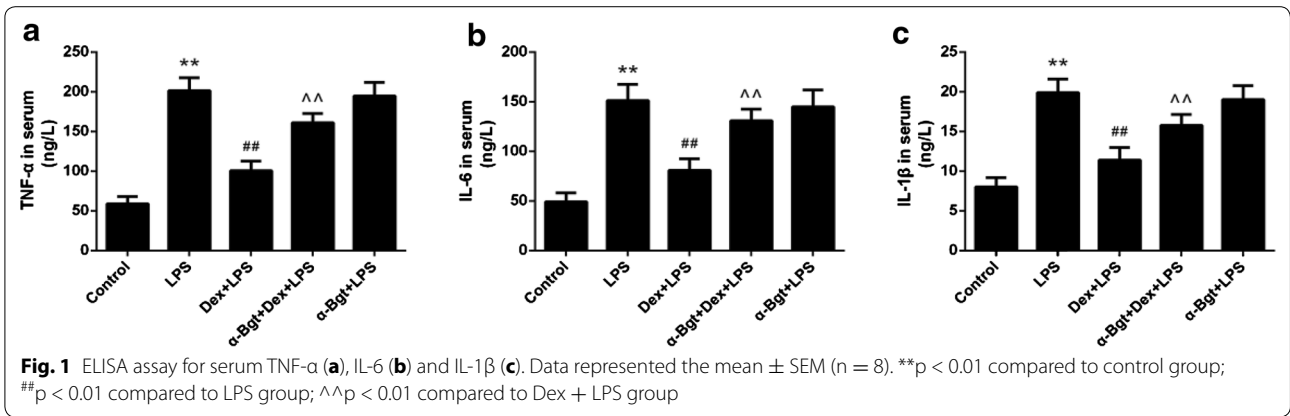 a
TNF-α in serum
(ng/L)
250
200
150
100
50
0
**
##
^^
Control
LPS
Dex+LPS
α-Bgt+Dex+LPS
α-Bgt+LPS
b
IL-6 in serum
(ng/L)
200
150
100
50
0
**
##
^^
Control
LPS
Dex+LPS
α-Bgt+Dex+LPS
α-Bgt+LPS
c
IL-1β in serum
(ng/L)
25
20
15
10
5
0
**
##
^^
Control
LPS
Dex+LPS
α-Bgt+Dex+LPS
α-Bgt+LPS
Fig. 1 ELISA assay for serum TNF-α (a), IL-6 (b) and IL-1β (c). Data represented the mean ± SEM (n = 8). **p < 0.01 compared to control group;
##p < 0.01 compared to LPS group; ^^p < 0.01 compared to Dex + LPS group